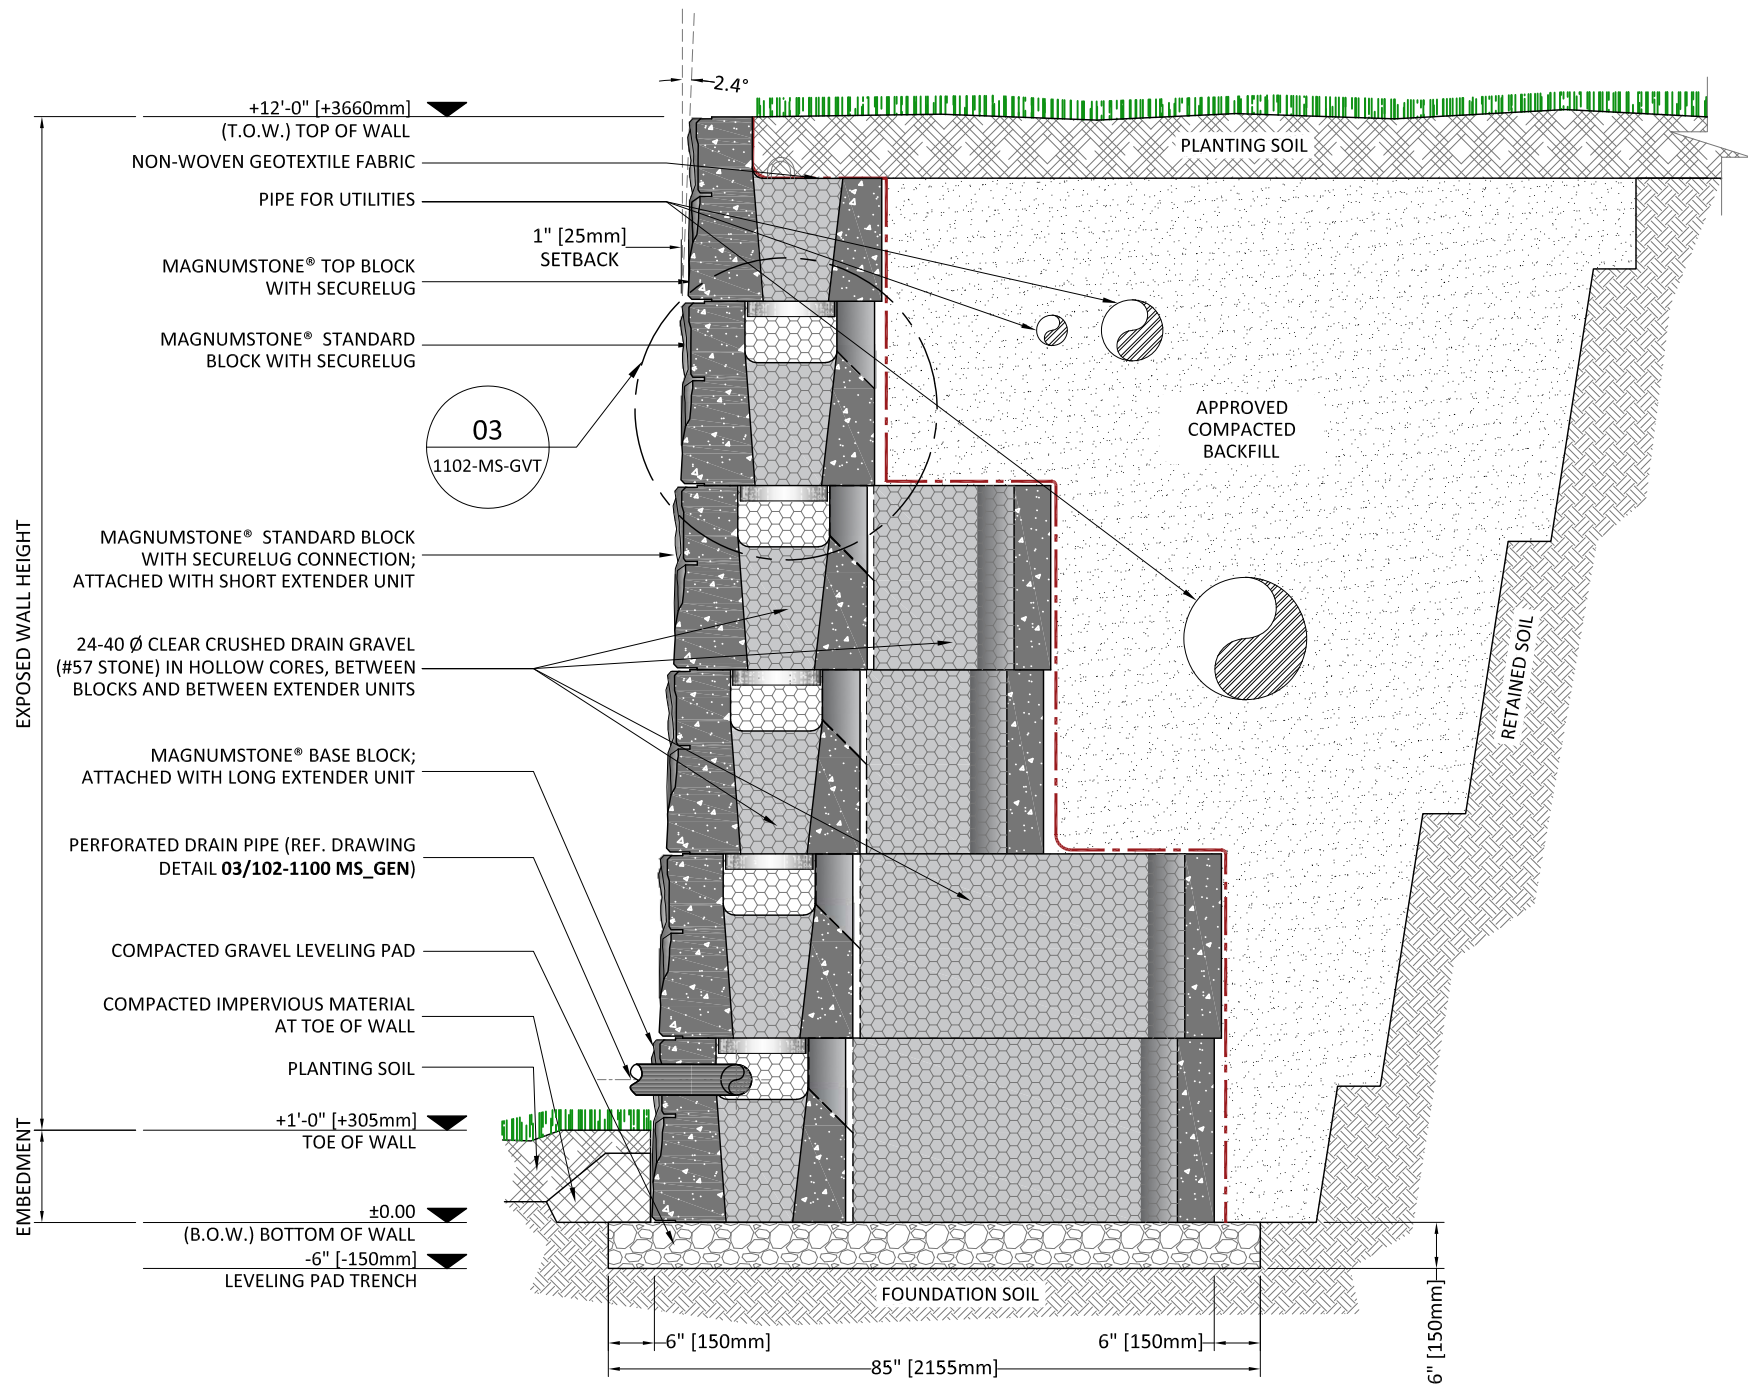 2.4°
+12'-0" [+3660mm]
(T.O.W.) TOP OF WALL
NON-WOVEN GEOTEXTILE FABRIC
PLANTING SOIL
PIPE FOR UTILITIES
1" [25mm]
SETBACK
MAGNUMSTONE® TOP BLOCK
WITH SECURELUG
MAGNUMSTONE® STANDARD
BLOCK WITH SECURELUG
03
1102-MS-GVT
APPROVED
COMPACTED
BACKFILL
EXPOSED WALL HEIGHT
MAGNUMSTONE® STANDARD BLOCK
WITH SECURELUG CONNECTION;
ATTACHED WITH SHORT EXTENDER UNIT
24-40 Ø CLEAR CRUSHED DRAIN GRAVEL
(#57 STONE) IN HOLLOW CORES, BETWEEN
BLOCKS AND BETWEEN EXTENDER UNITS
RETAINED SOIL
MAGNUMSTONE® BASE BLOCK;
ATTACHED WITH LONG EXTENDER UNIT
PERFORATED DRAIN PIPE (REF. DRAWING
DETAIL 03/102-1100 MS_GEN)
COMPACTED GRAVEL LEVELING PAD
COMPACTED IMPERVIOUS MATERIAL
AT TOE OF WALL
PLANTING SOIL
+1'-0" [+305mm]
TOE OF WALL
EMBEDMENT
±0.00
(B.O.W.) BOTTOM OF WALL
-6" [-150mm]
LEVELING PAD TRENCH
FOUNDATION SOIL
6" [150mm]
6" [150mm]
85" [2155mm]
6" [150mm]